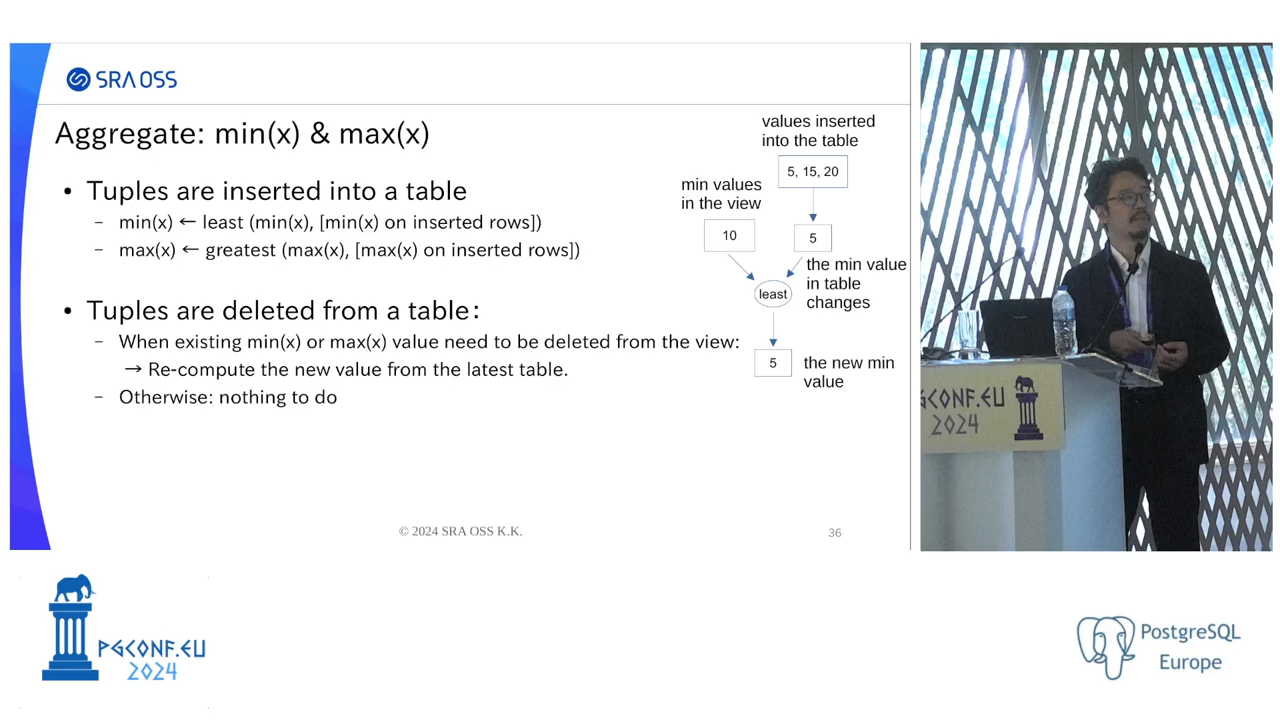 SRA OSS
Aggregate: min(x) & max(x)
• Tuples are inserted into a table
– min(x) ← least (min(x), [min(x) on inserted rows])
– max(x) ← greatest (max(x), [max(x) on inserted rows])
• Tuples are deleted from a table:
– When existing min(x) or max(x) value need to be deleted from the view:
→ Re-compute the new value from the latest table.
– Otherwise: nothing to do
values inserted
into the table
5, 15, 20
min values
in the view
10
5
the min value
in table
changes
least
5
the new min
value
© 2024 SRA OSS K.K.
36
GCONF.EU
2024
PGCONF.EU
2024
PostgreSQL
Europe